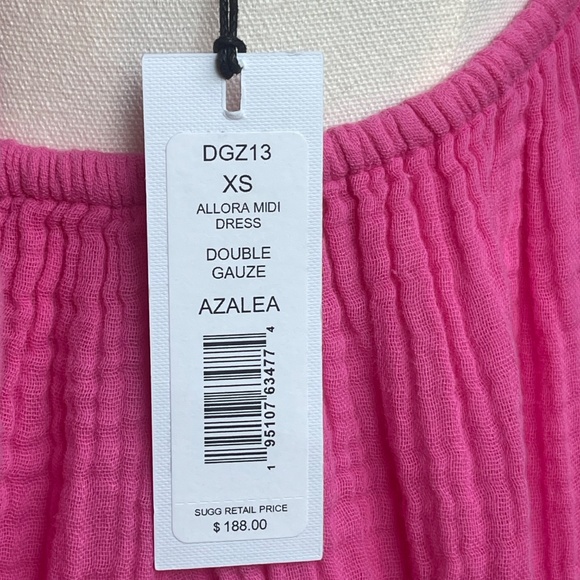 DGZ13
XS
ALLORA MIDI
DRESS
DOUBLE
GAUZE
AZALEA
1 95107 63477 4
SUGG RETAIL PRICE
$ 188.00